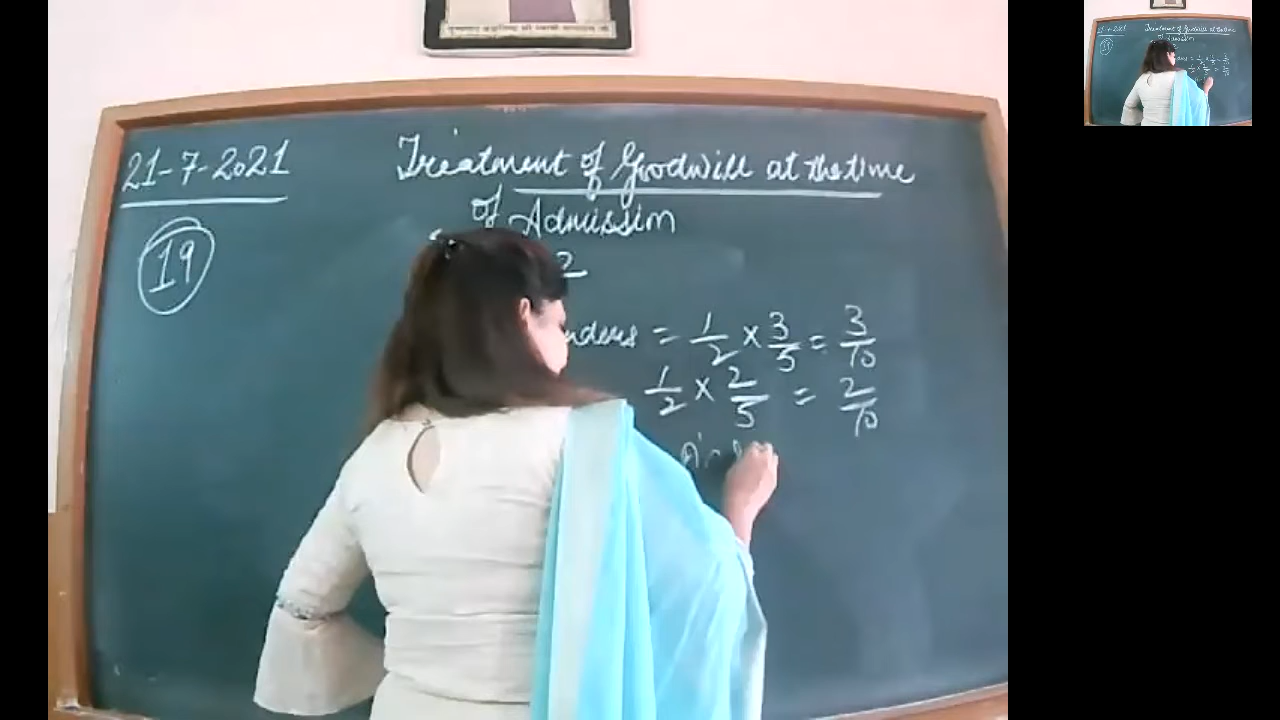 21-7-2021
Treatment of Goodwill at the time
of Admission
19
2
= 1/2 × 3/5 = 3/10
1/2 × 2/5 = 2/10
A's